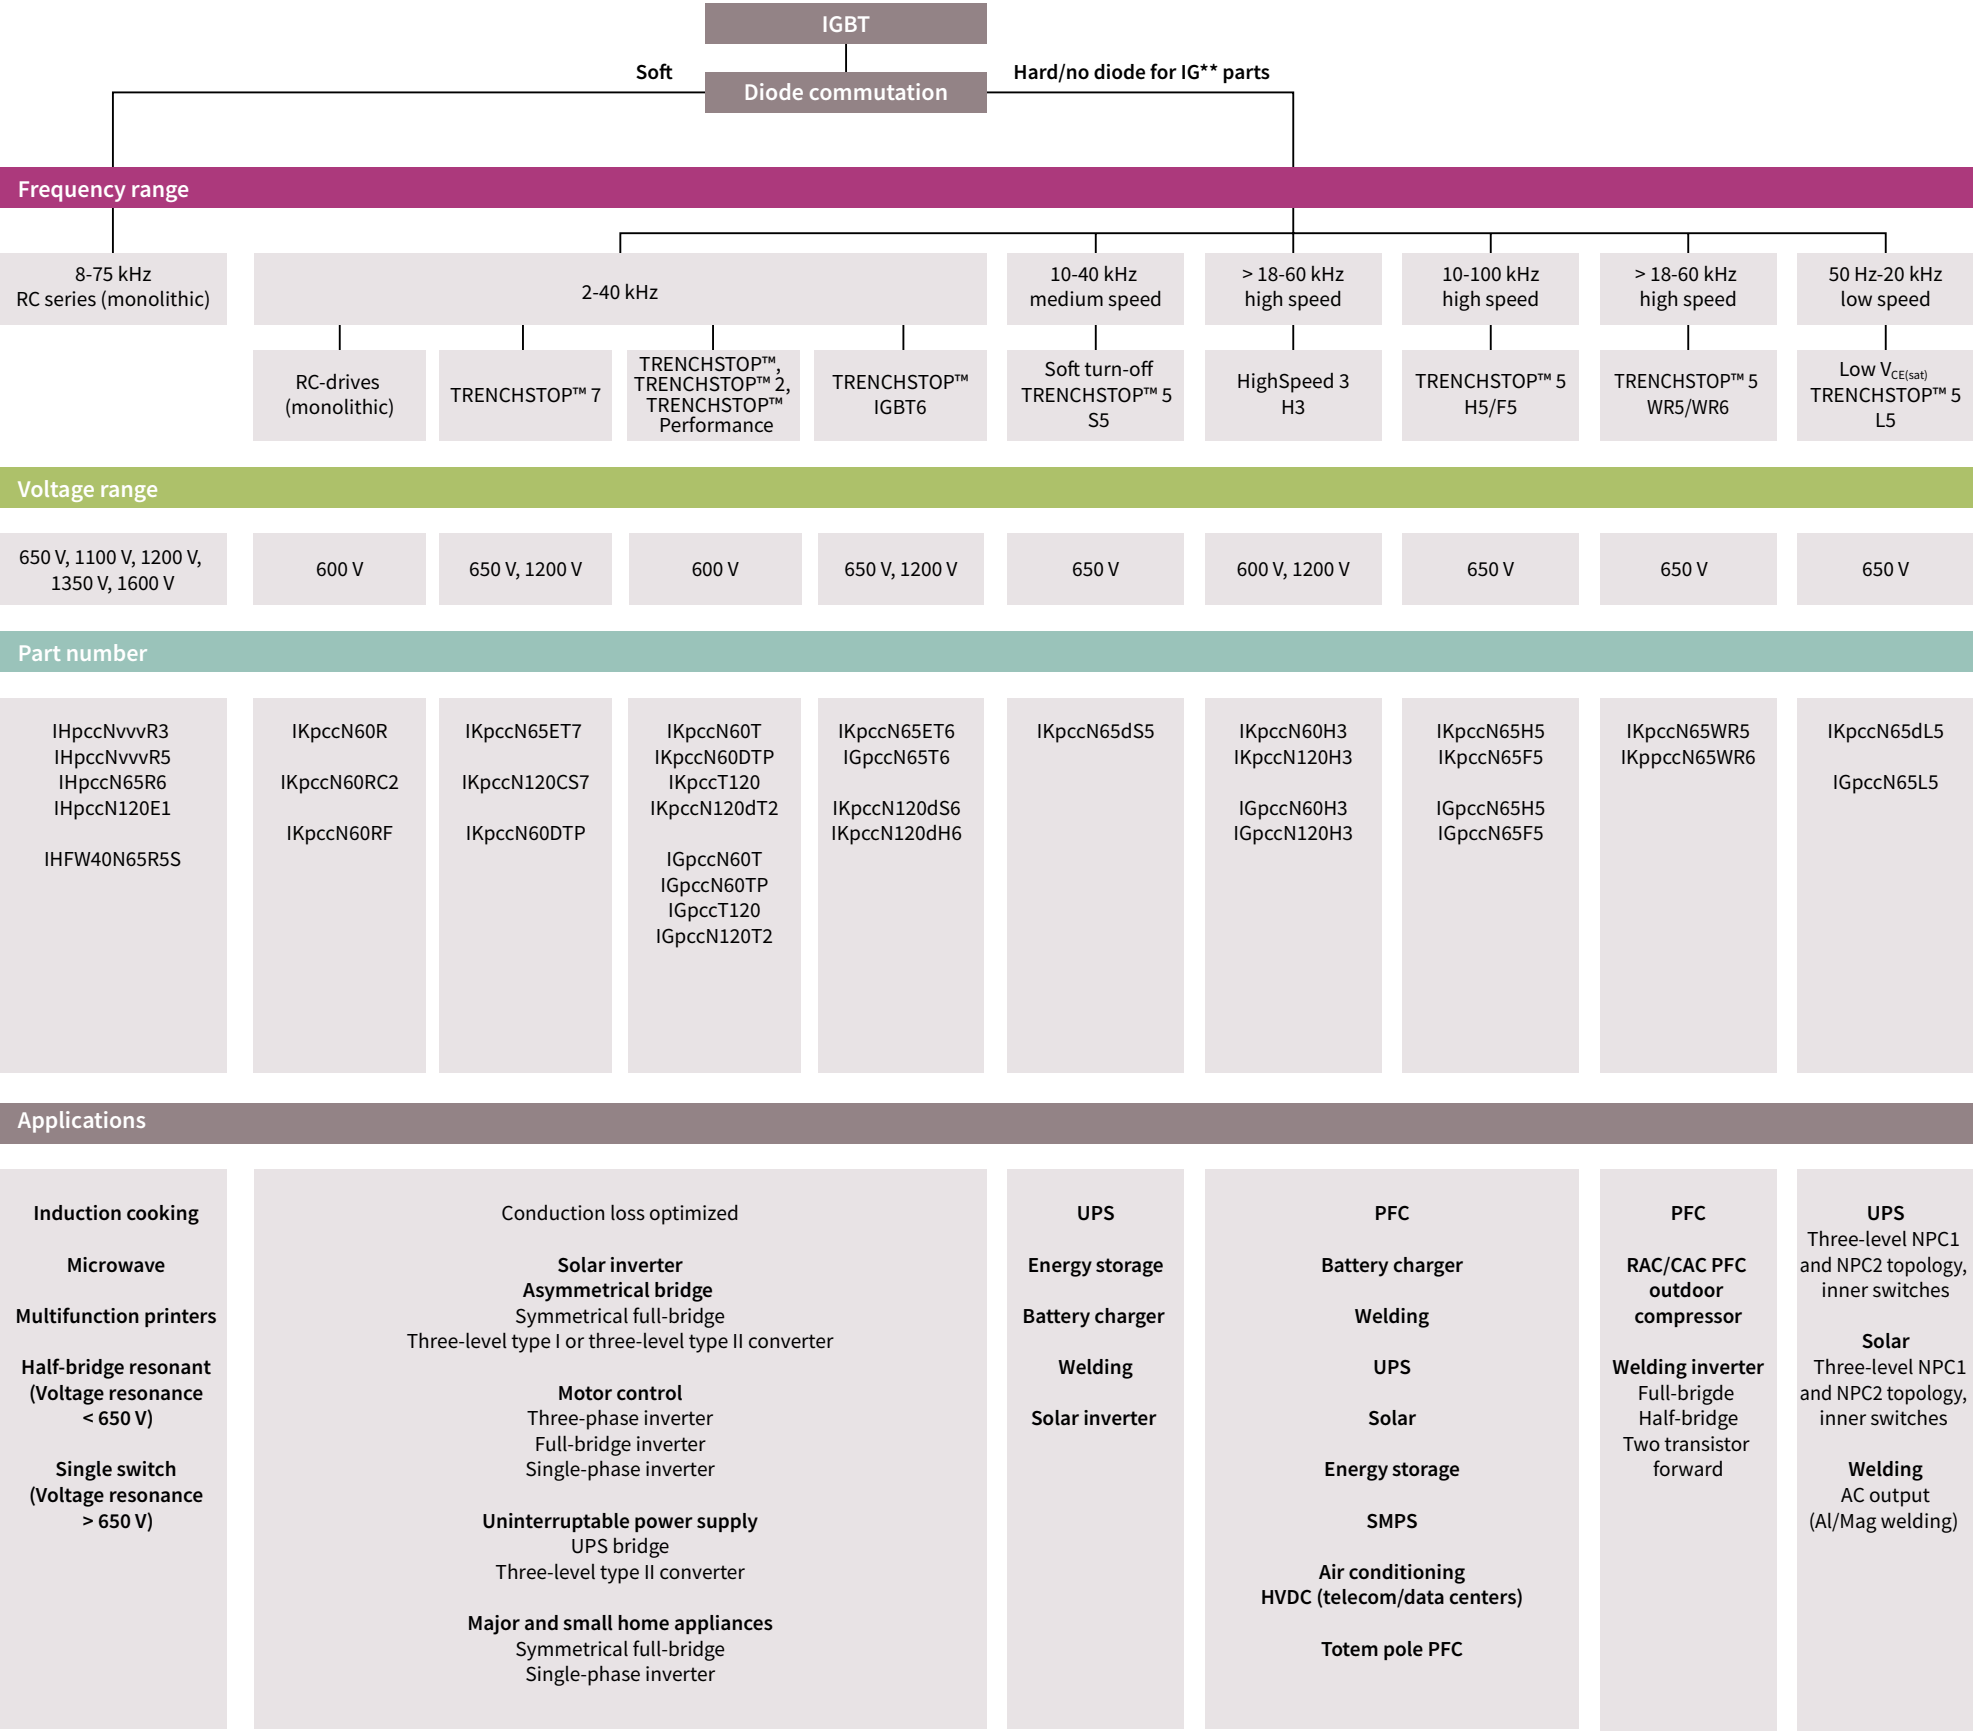 IGBT
Soft
Hard/no diode for IG** parts
Diode commutation
Frequency range
8-75 kHz
RC series (monolithic)
2-40 kHz
10-40 kHz
medium speed
> 18-60 kHz
high speed
10-100 kHz
high speed
> 18-60 kHz
high speed
50 Hz-20 kHz
low speed
RC-drives
(monolithic)
TRENCHSTOP™ 7
TRENCHSTOP™,
TRENCHSTOP™ 2,
TRENCHSTOP™
Performance
TRENCHSTOP™
IGBT6
Soft turn-off
TRENCHSTOP™ 5
S5
HighSpeed 3
H3
TRENCHSTOP™ 5
H5/F5
TRENCHSTOP™ 5
WR5/WR6
Low VCE(sat)
TRENCHSTOP™ 5
L5
Voltage range
650 V, 1100 V, 1200 V,
1350 V, 1600 V
600 V
650 V, 1200 V
600 V
650 V, 1200 V
650 V
600 V, 1200 V
650 V
650 V
650 V
Part number
IHpccNvvvR3
IHpccNvvvR5
IHpccN65R6
IHpccN120E1
IHFW40N65R5S
IKpccN60R
IKpccN60RC2
IKpccN60RF
IKpccN65ET7
IKpccN120CS7
IKpccN60DTP
IKpccN60T
IKpccN60DTP
IKpccT120
IKpccN120dT2
IGpccN60T
IGpccN60TP
IGpccT120
IGpccN120T2
IKpccN65ET6
IGpccN65T6
IKpccN120dS6
IKpccN120dH6
IKpccN65dS5
IKpccN60H3
IKpccN120H3
IGpccN60H3
IGpccN120H3
IKpccN65H5
IKpccN65F5
IGpccN65H5
IGpccN65F5
IKpccN65WR5
IKppccN65WR6
IKpccN65dL5
IGpccN65L5
Applications
Induction cooking
Microwave
Multifunction printers
Half-bridge resonant
(Voltage resonance
< 650 V)
Single switch
(Voltage resonance
> 650 V)
Conduction loss optimized
Solar inverter
Asymmetrical bridge
Symmetrical full-bridge
Three-level type I or three-level type II converter
Motor control
Three-phase inverter
Full-bridge inverter
Single-phase inverter
Uninterruptable power supply
UPS bridge
Three-level type II converter
Major and small home appliances
Symmetrical full-bridge
Single-phase inverter
UPS
Energy storage
Battery charger
Welding
Solar inverter
PFC
Battery charger
Welding
UPS
Solar
Energy storage
SMPS
Air conditioning
HVDC (telecom/data centers)
Totem pole PFC
PFC
RAC/CAC PFC
outdoor
compressor
Welding inverter
Full-brigde
Half-bridge
Two transistor
forward
UPS
Three-level NPC1
and NPC2 topology,
inner switches
Solar
Three-level NPC1
and NPC2 topology,
inner switches
Welding
AC output
(Al/Mag welding)